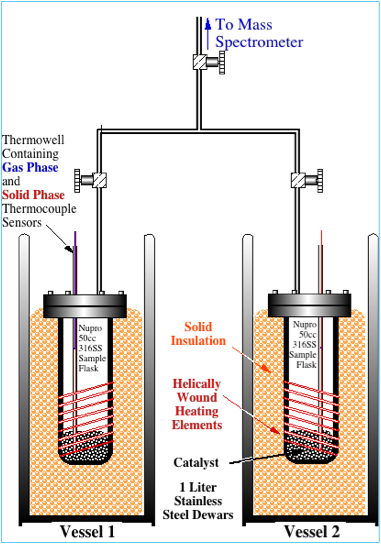 To Mass
Spectrometer
Thermowell
Containing
Gas Phase
and
Solid Phase
Thermocouple
Sensors
Nupro
50cc
316SS
Sample
Flask
Nupro
50cc
316SS
Sample
Flask
Solid
Insulation
Helically
Wound
Heating
Elements
Catalyst
1 Liter
Stainless
Steel Dewars
Vessel 1
Vessel 2